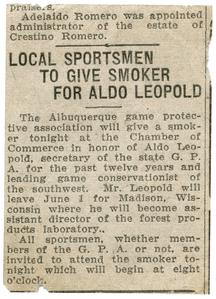 praisers.
Adelaido Romero was appointed
administrator of the estate of
Crestino Romero.
LOCAL SPORTSMEN
TO GIVE SMOKER
FOR ALDO LEOPOLD
The Albuquerque game protective
association will give a smok-
er tonight at the Chamber of
Commerce in honor of Aldo Leo-
pold, secretary of the state G. P.
A. for the past twelve years and
leading game conservationist of
the southwest. Mr. Leopold will
leave June 1 for Madison, Wis-
consin where he will become as-
sistant director of the forest pro-
ducts laboratory..
All sportsmen, whether mem-
bers of the G. P. A. or not, are
invited to attend the smoker to-
night which will begin at eight
o'clock.